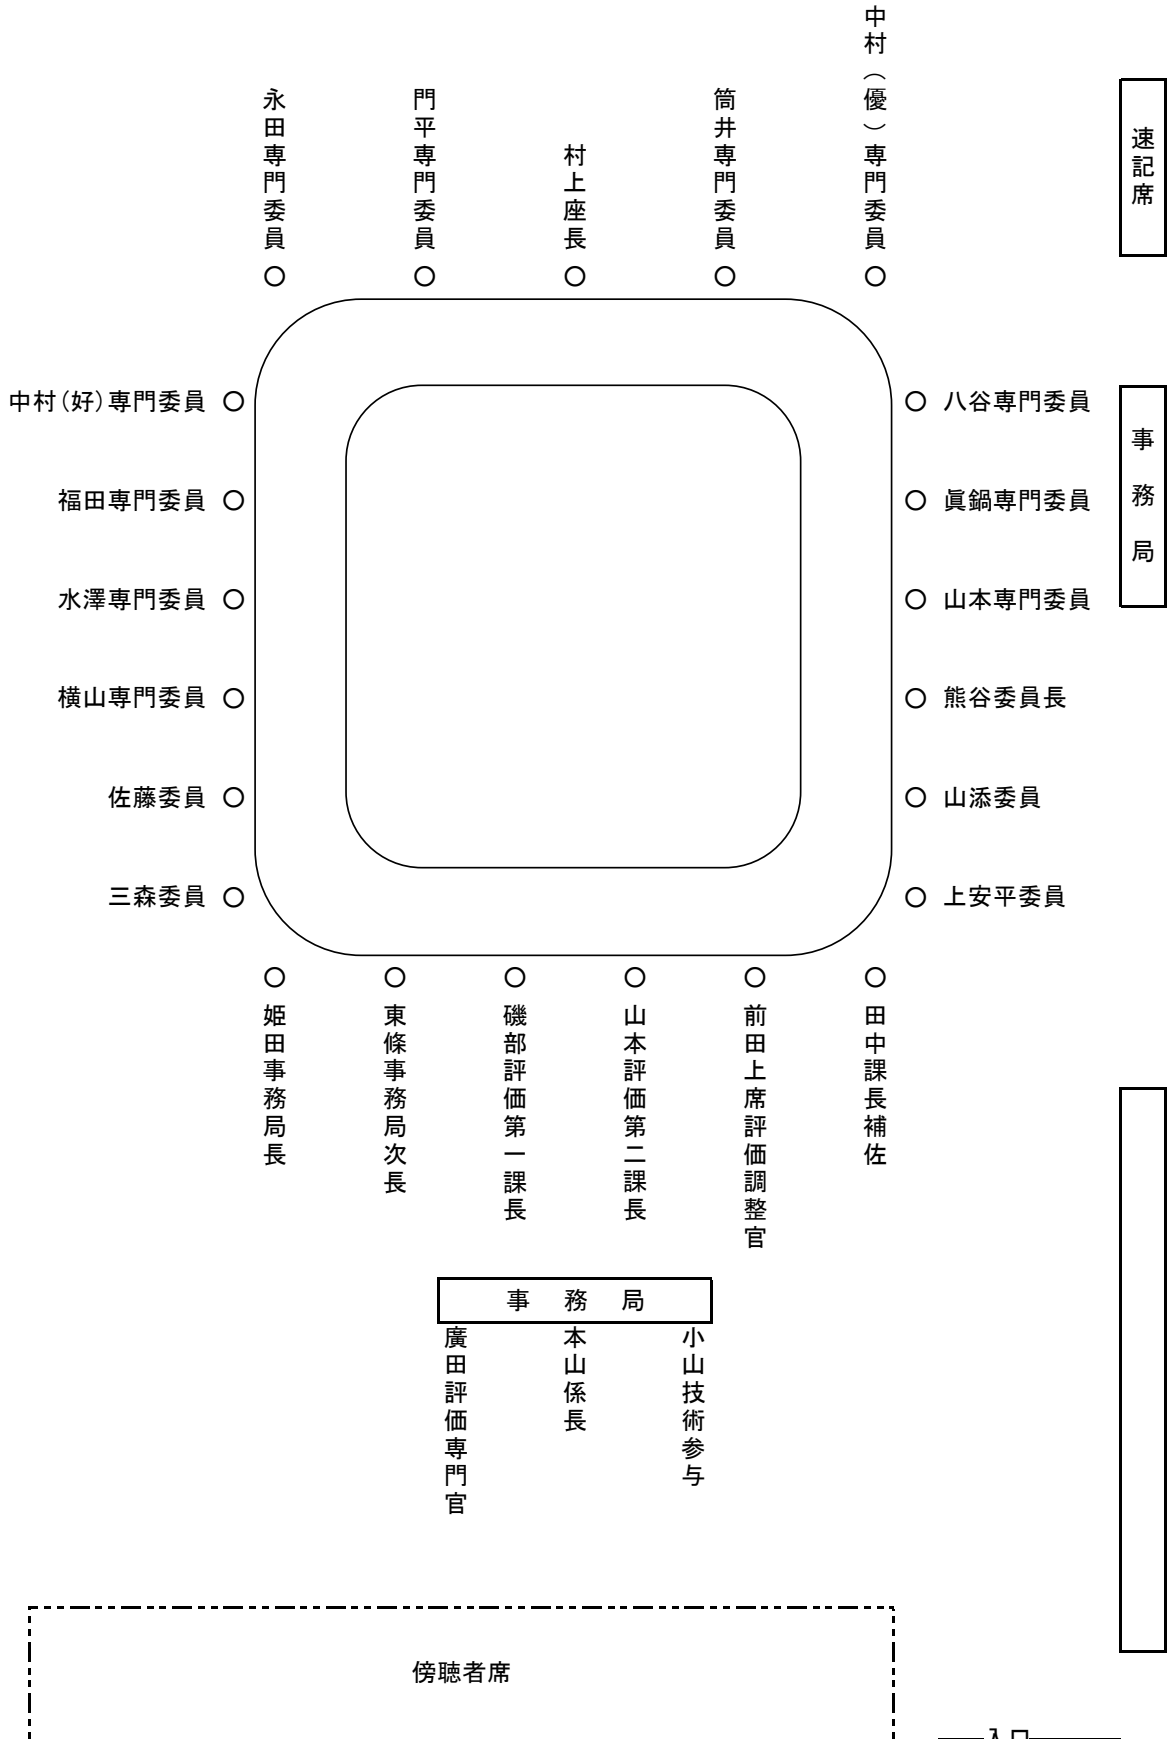 中村(優)専門委員
筒井専門委員
村上座長
門平専門委員
永田専門委員
速記席
中村(好)専門委員
福田専門委員
水澤専門委員
横山専門委員
佐藤委員
三森委員
八谷専門委員
眞鍋専門委員
山本専門委員
熊谷委員長
山添委員
上安平委員
事務局
姫田事務局長
東條事務局次長
磯部評価第一課長
山本評価第二課長
前田上席評価調整官
田中課長補佐
事務局
廣田評価専門官
本山係長
小山技術参与
傍聴者席
入口